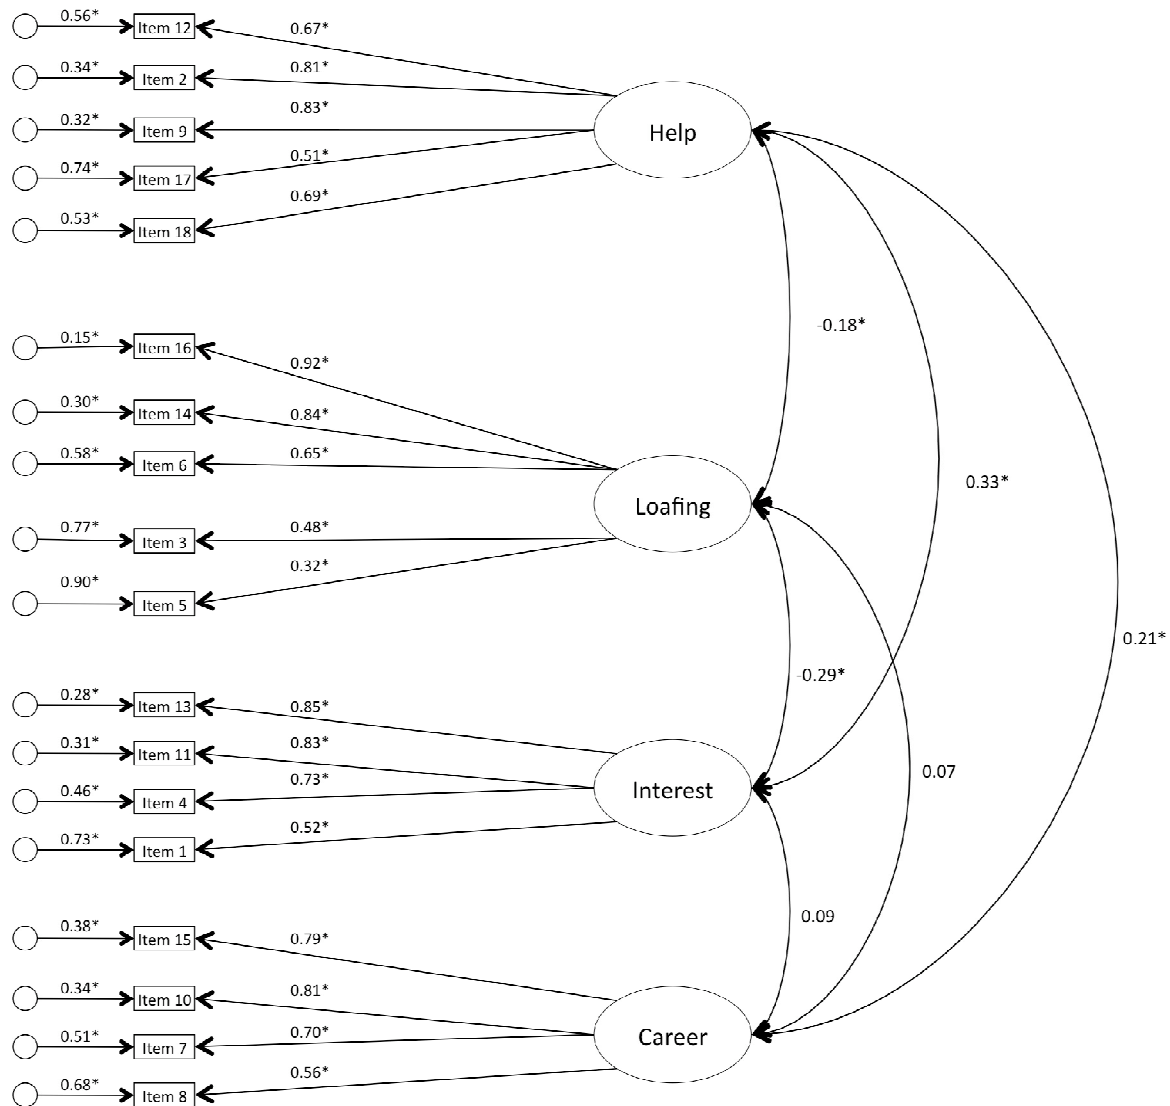 0.56* Item 12 0.67*
0.34* Item 2 0.81*
0.32* Item 9 0.83*
Help
0.74* Item 17 0.51*
0.53* Item 18 0.69*
-0.18*
0.15* Item 16 0.92*
0.30* Item 14 0.84*
0.58* Item 6 0.65*
0.33*
Loafing
0.77* Item 3 0.48*
0.90* Item 5 0.32*
0.21*
-0.29*
0.28* Item 13 0.85*
0.31* Item 11 0.83*
0.07
0.46* Item 4 0.73*
Interest
0.73* Item 1 0.52*
0.09
0.38* Item 15 0.79*
0.34* Item 10 0.81*
Career
0.51* Item 7 0.70*
0.68* Item 8 0.56*